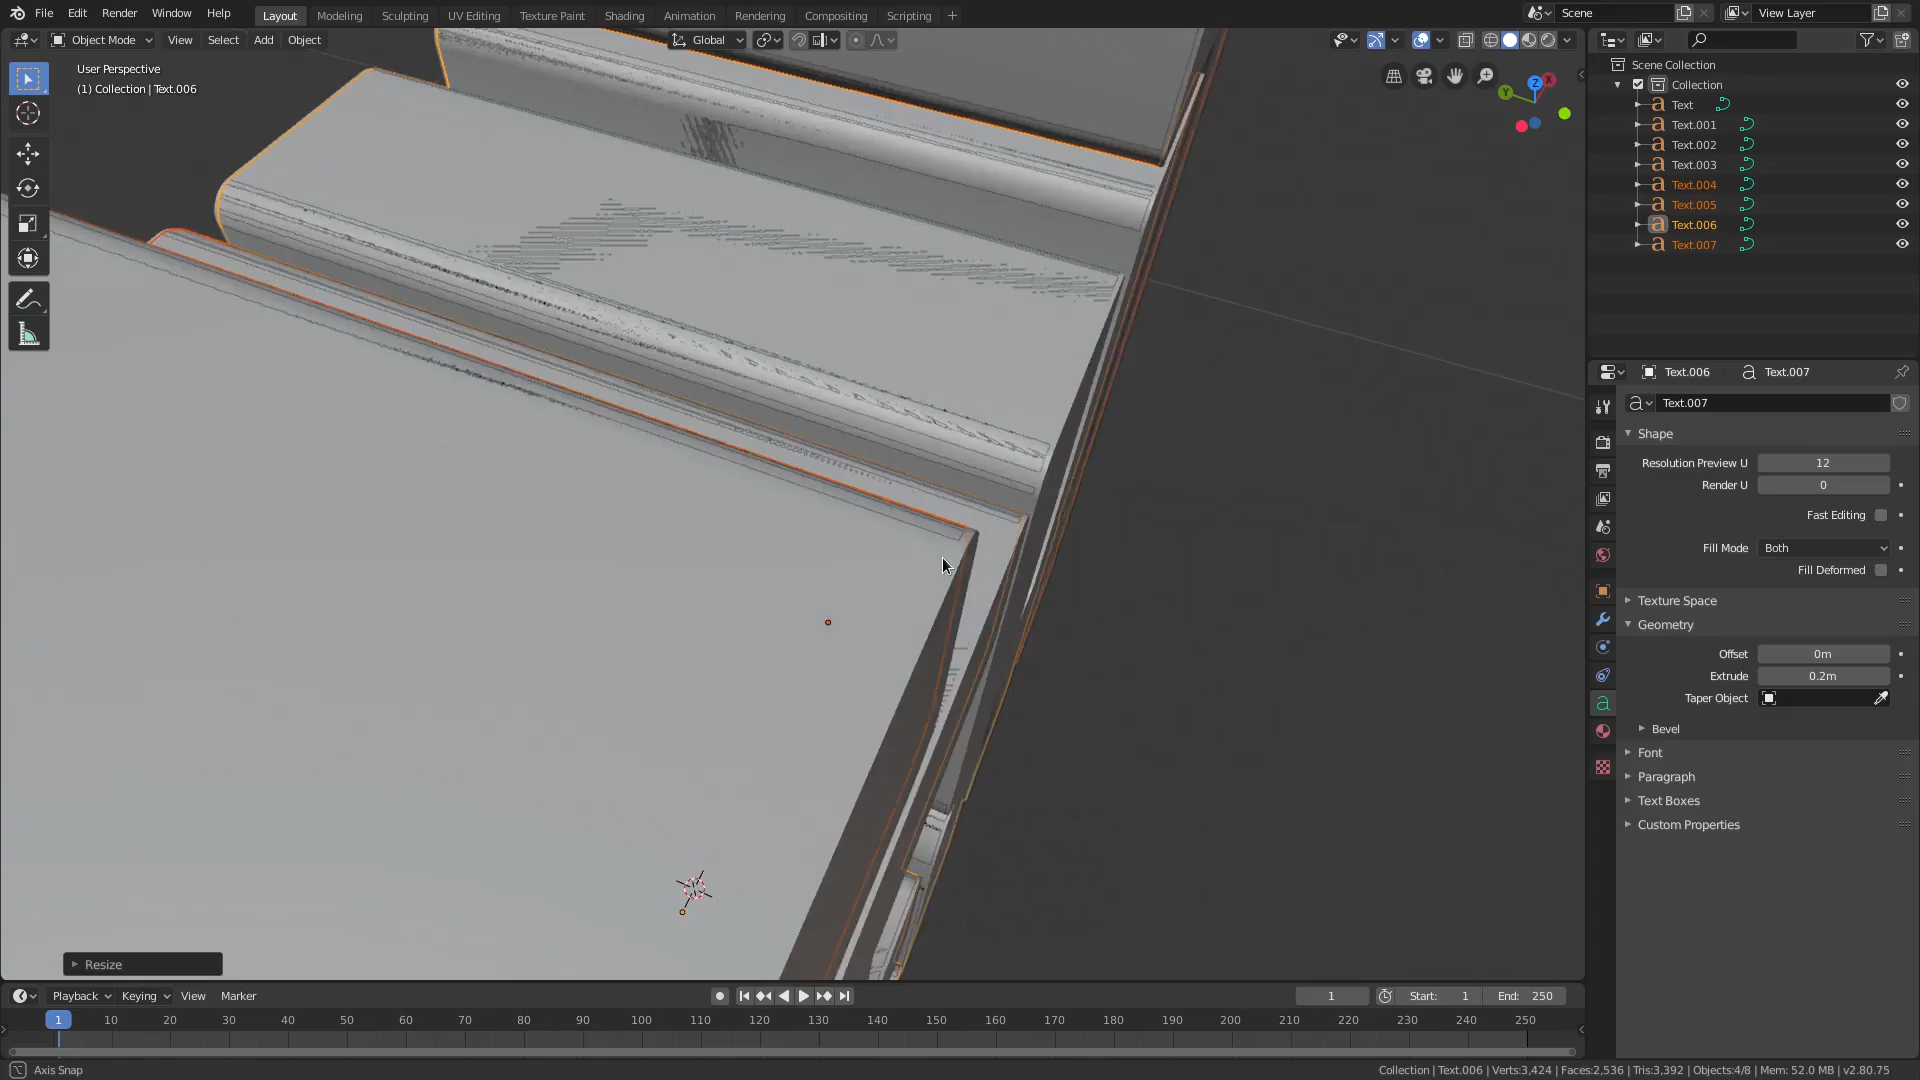 File Edit Render Window Help Layout Modeling Sculpting UV Editing Texture Paint Shading Animation Rendering Compositing Scripting + Scene View Layer
Object Mode View Select Add Object Global
User Perspective
(1) Collection | Text.006
Z
X
Y
Scene Collection
Collection
Text
Text.001
Text.002
Text.003
Text.004
Text.005
Text.006
Text.007
Text.006 Text.007
Text.007
Shape
Resolution Preview U 12
Render U 0
Fast Editing
Fill Mode Both
Fill Deformed
Texture Space
Geometry
Offset 0m
Extrude 0.2m
Taper Object
Bevel
Font
Paragraph
Text Boxes
Custom Properties
Resize
Playback Keying View Marker 1 Start: 1 End: 250
1 10 20 30 40 50 60 70 80 90 100 110 120 130 140 150 160 170 180 190 200 210 220 230 240 250
Axis Snap Collection | Text.006 | Verts:3,424 | Faces:2,536 | Tris:3,392 | Objects:4/8 | Mem: 52.0 MB | v2.80.75